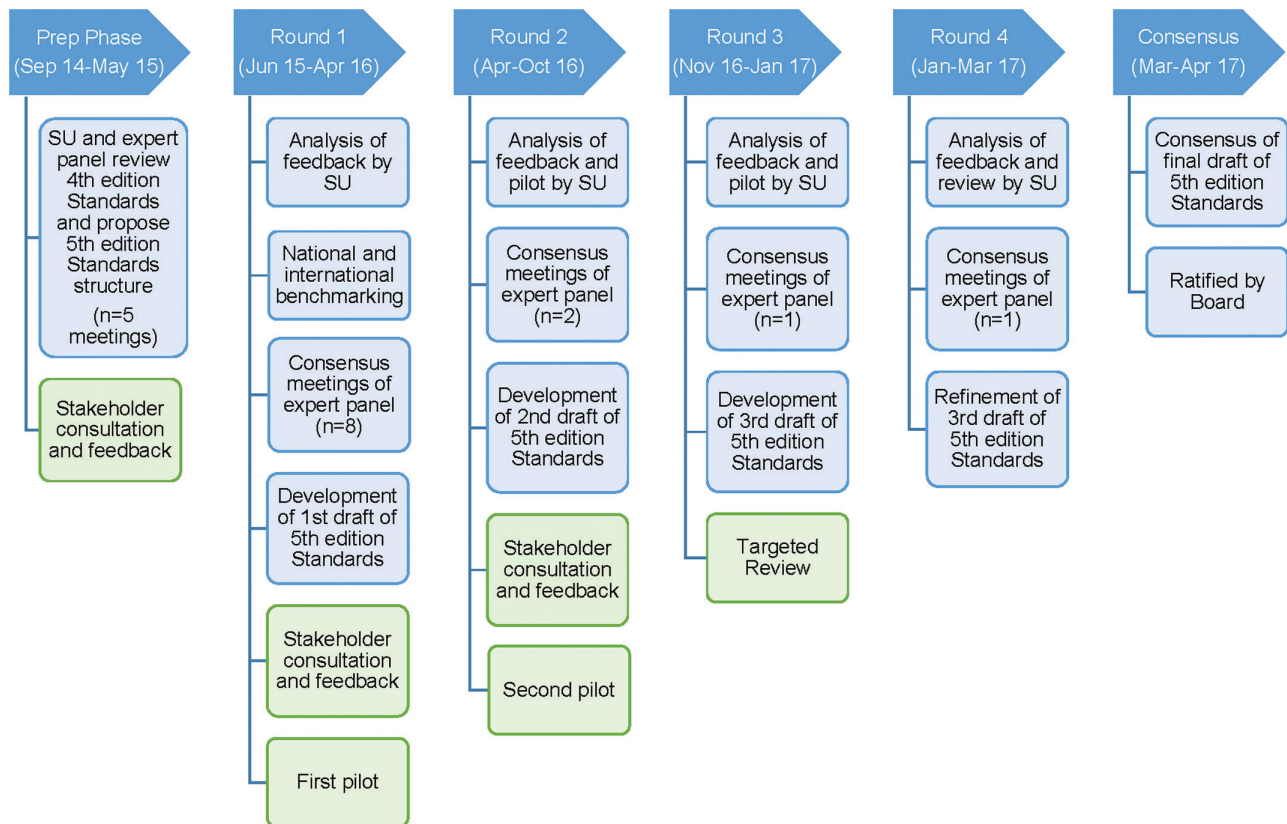 Prep Phase
(Sep 14-May 15)
SU and expert
panel review
4th edition
Standards
and propose
5th edition
Standards
structure
(n=5
meetings)
Stakeholder
consultation
and feedback
Round 1
(Jun 15-Apr 16)
Analysis of
feedback by
SU
National and
international
benchmarking
Consensus
meetings of
expert panel
(n=8)
Development
of 1st draft of
5th edition
Standards
Stakeholder
consultation
and feedback
First pilot
Round 2
(Apr-Oct 16)
Analysis of
feedback and
pilot by SU
Consensus
meetings of
expert panel
(n=2)
Development
of 2nd draft of
5th edition
Standards
Stakeholder
consultation
and feedback
Second pilot
Round 3
(Nov 16-Jan 17)
Analysis of
feedback and
pilot by SU
Consensus
meetings of
expert panel
(n=1)
Development
of 3rd draft of
5th edition
Standards
Targeted
Review
Round 4
(Jan-Mar 17)
Analysis of
feedback and
review by SU
Consensus
meetings of
expert panel
(n=1)
Refinement of
3rd draft of
5th edition
Standards
Consensus
(Mar-Apr 17)
Consensus of
final draft of
5th edition
Standards
Ratified by
Board